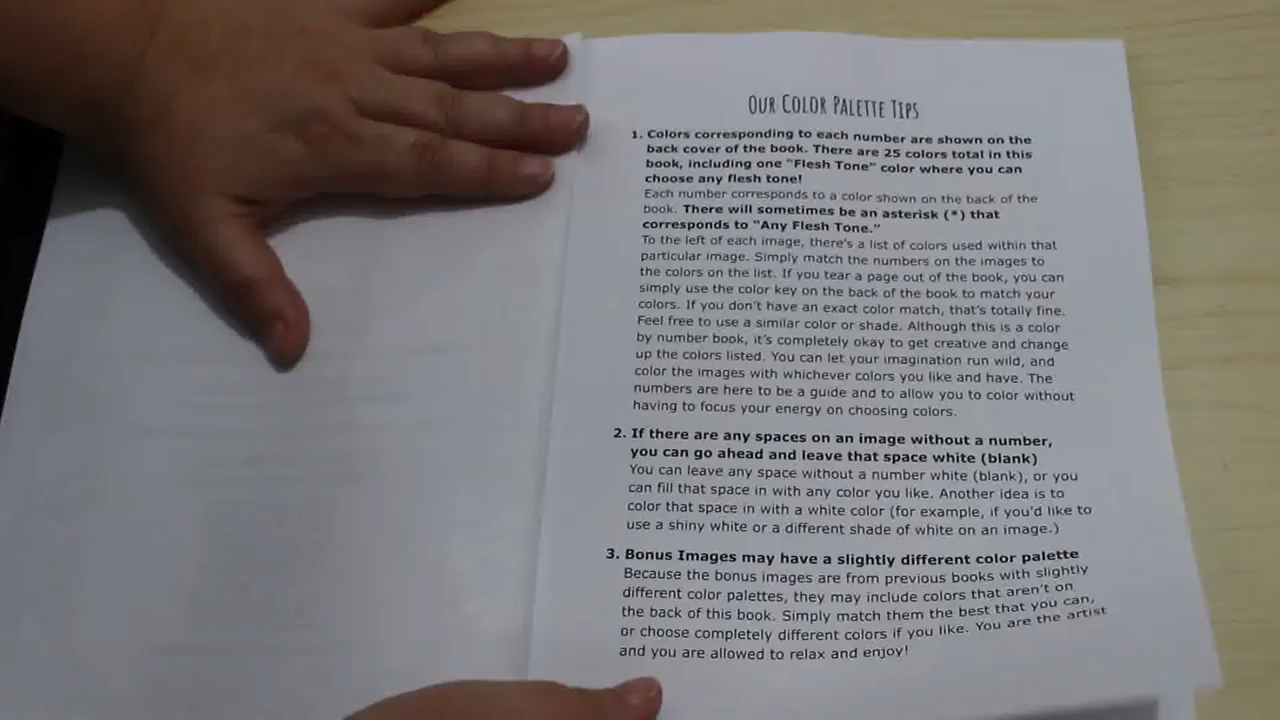 Our Color Palette Tips
1. Colors corresponding to each number are shown on the
back cover of the book. There are 25 colors total in this
book, including one "Flesh Tone" color where you can
choose any flesh tone!
Each number corresponds to a color shown on the back of the
book. There will sometimes be an asterisk (*) that
corresponds to "Any Flesh Tone."
To the left of each image, there's a list of colors used within that
particular image. Simply match the numbers on the images to
the colors on the list. If you tear a page out of the book, you can
simply use the color key on the back of the book to match your
colors. If you don't have an exact color match, that's totally fine.
Feel free to use a similar color or shade. Although this is a color
by number book, it's completely okay to get creative and change
up the colors listed. You can let your imagination run wild, and
color the images with whichever colors you like and have. The
numbers are here to be a guide and to allow you to color without
having to focus your energy on choosing colors.
2. If there are any spaces on an image without a number,
you can go ahead and leave that space white (blank)
You can leave any space without a number white (blank), or you
can fill that space in with any color you like. Another idea is to
color that space in with a white color (for example, if you'd like to
use a shiny white or a different shade of white on an image.)
3. Bonus Images may have a slightly different color palette
Because the bonus images are from previous books with slightly
different color palettes, they may include colors that aren't on
the back of this book. Simply match them the best that you can,
or choose completely different colors if you like. You are the artist
and you are allowed to relax and enjoy!